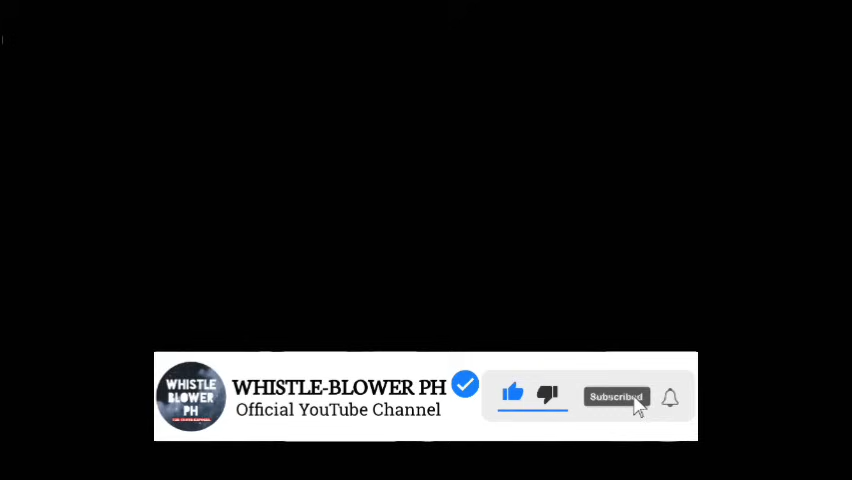 WHISTLE
BLOWER
PH
WHISTLE-BLOWER PH
Official YouTube Channel
Subscribed